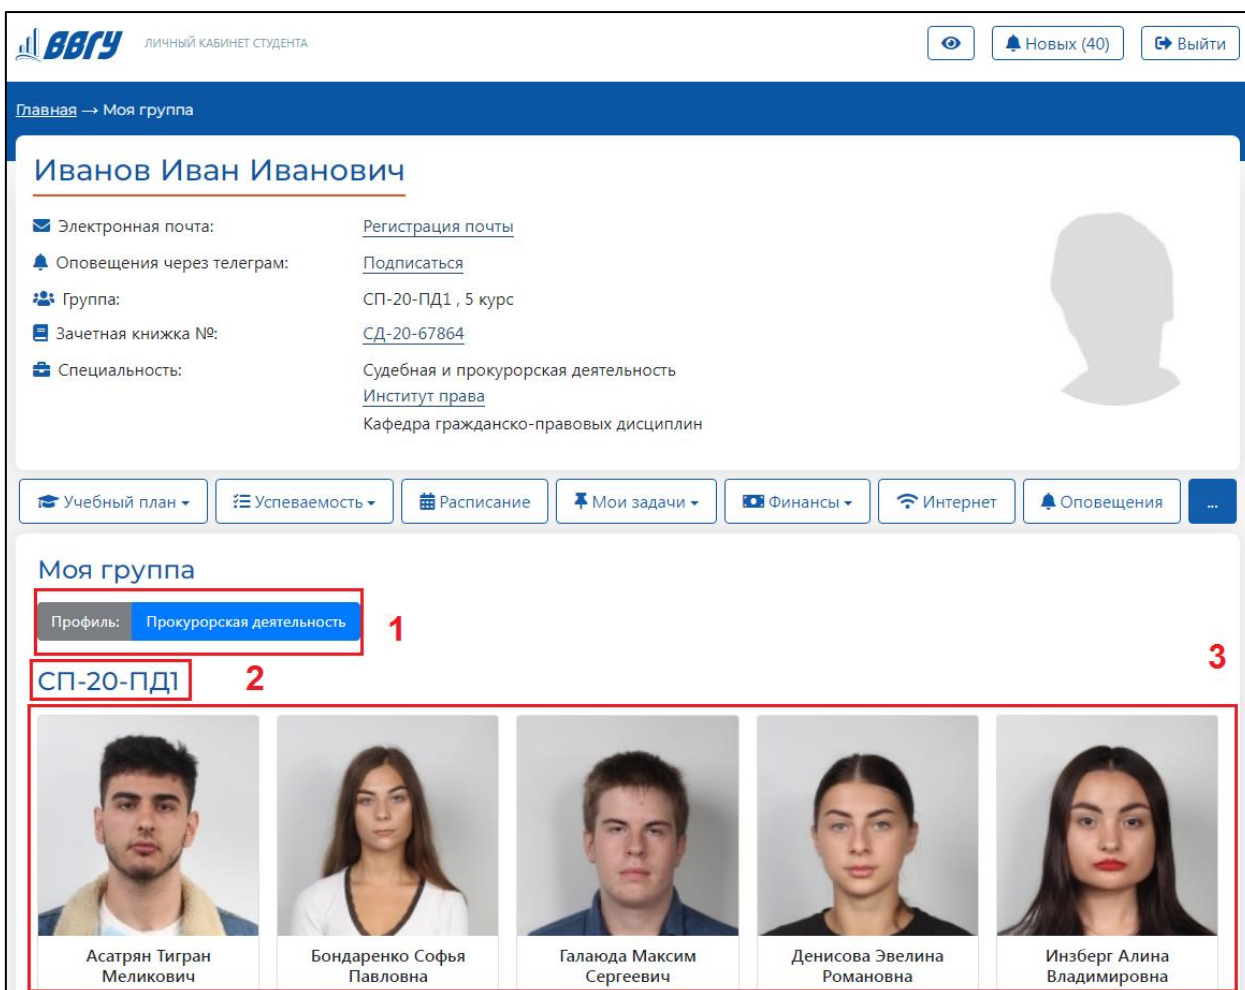 ВВГУ ЛИЧНЫЙ КАБИНЕТ СТУДЕНТА Новых (40) Выйти
Главная → Моя группа
Иванов Иван Иванович
Электронная почта: Регистрация почты
Оповещения через телеграм: Подписаться
Группа: СП-20-ПД1 , 5 курс
Зачетная книжка №: СД-20-67864
Специальность: Судебная и прокурорская деятельность
Институт права
Кафедра гражданско-правовых дисциплин
Учебный план Успеваемость Расписание Мои задачи Финансы Интернет Оповещения ...
Моя группа
Профиль: Прокурорская деятельность 1
СП-20-ПД1 2 3
Асатрян Тигран Меликович
Бондаренко Софья Павловна
Галаюда Максим Сергеевич
Денисова Эвелина Романовна
Инзберг Алина Владимировна